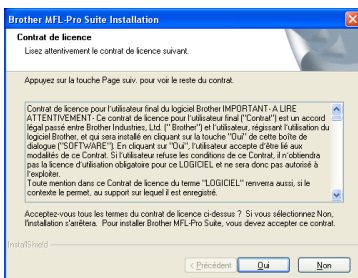 Brother MFL-Pro Suite Installation
Contrat de licence
Lisez attentivement le contrat de licence suivant.
Appuyez sur la touche Page suiv. pour voir le reste du contrat.
Contrat de licence pour l'utilisateur final du logiciel Brother IMPORTANT- A LIRE
ATTENTIVEMENT- Ce contrat de licence pour l'utilisateur final ("Contrat") est un accord
légal passé entre Brother Industries, Ltd. (" Brother") et l'utilisateur, régissant l'utilisation du
logiciel Brother, et qui sera installé en cliquant sur la touche "Oui" de cette boîte de
dialogue ("SOFTWARE"). En cliquant sur "Oui", l'utilisateur accepte d'être lié aux
modalités de ce Contrat. Si l'utilisateur refuse les conditions de ce Contrat, il n'obtiendra
pas la licence d'utilisation obligatoire pour ce LOGICIEL et ne sera donc pas autorisé à
l'exploiter.
Toute mention dans ce Contrat de licence du terme "LOGICIEL" renverra aussi, si le
contexte le permet, au support sur lequel il est enregistré.
Acceptez-vous tous les termes du contrat de licence ci-dessus ? Si vous sélectionnez Non,
l'installation s'arrêtera. Pour installer Brother MFL-Pro Suite, vous devez accepter ce contrat.
InstallShield
< Précédent
Oui
Non